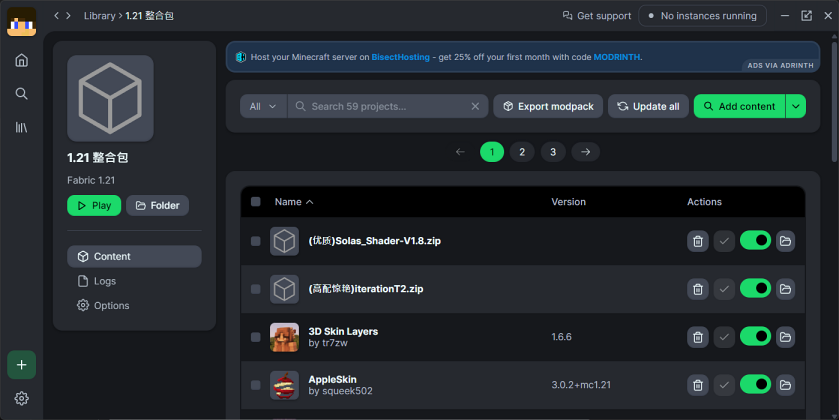 Library > 1.21 整合包
Get support
No instances running
1.21 整合包
Fabric 1.21
Play
Folder
Content
Logs
Options
Host your Minecraft server on BisectHosting - get 25% off your first month with code MODRINTH.
ADS VIA ADRINTH
All
Search 59 projects...
Export modpack
Update all
Add content
1 2 3
Name Version Actions
(优质)Solas_Shader-V1.8.zip
(高配惊艳)iterationT2.zip
3D Skin Layers
by tr7zw
1.6.6
AppleSkin
by squeek502
3.0.2+mc1.21